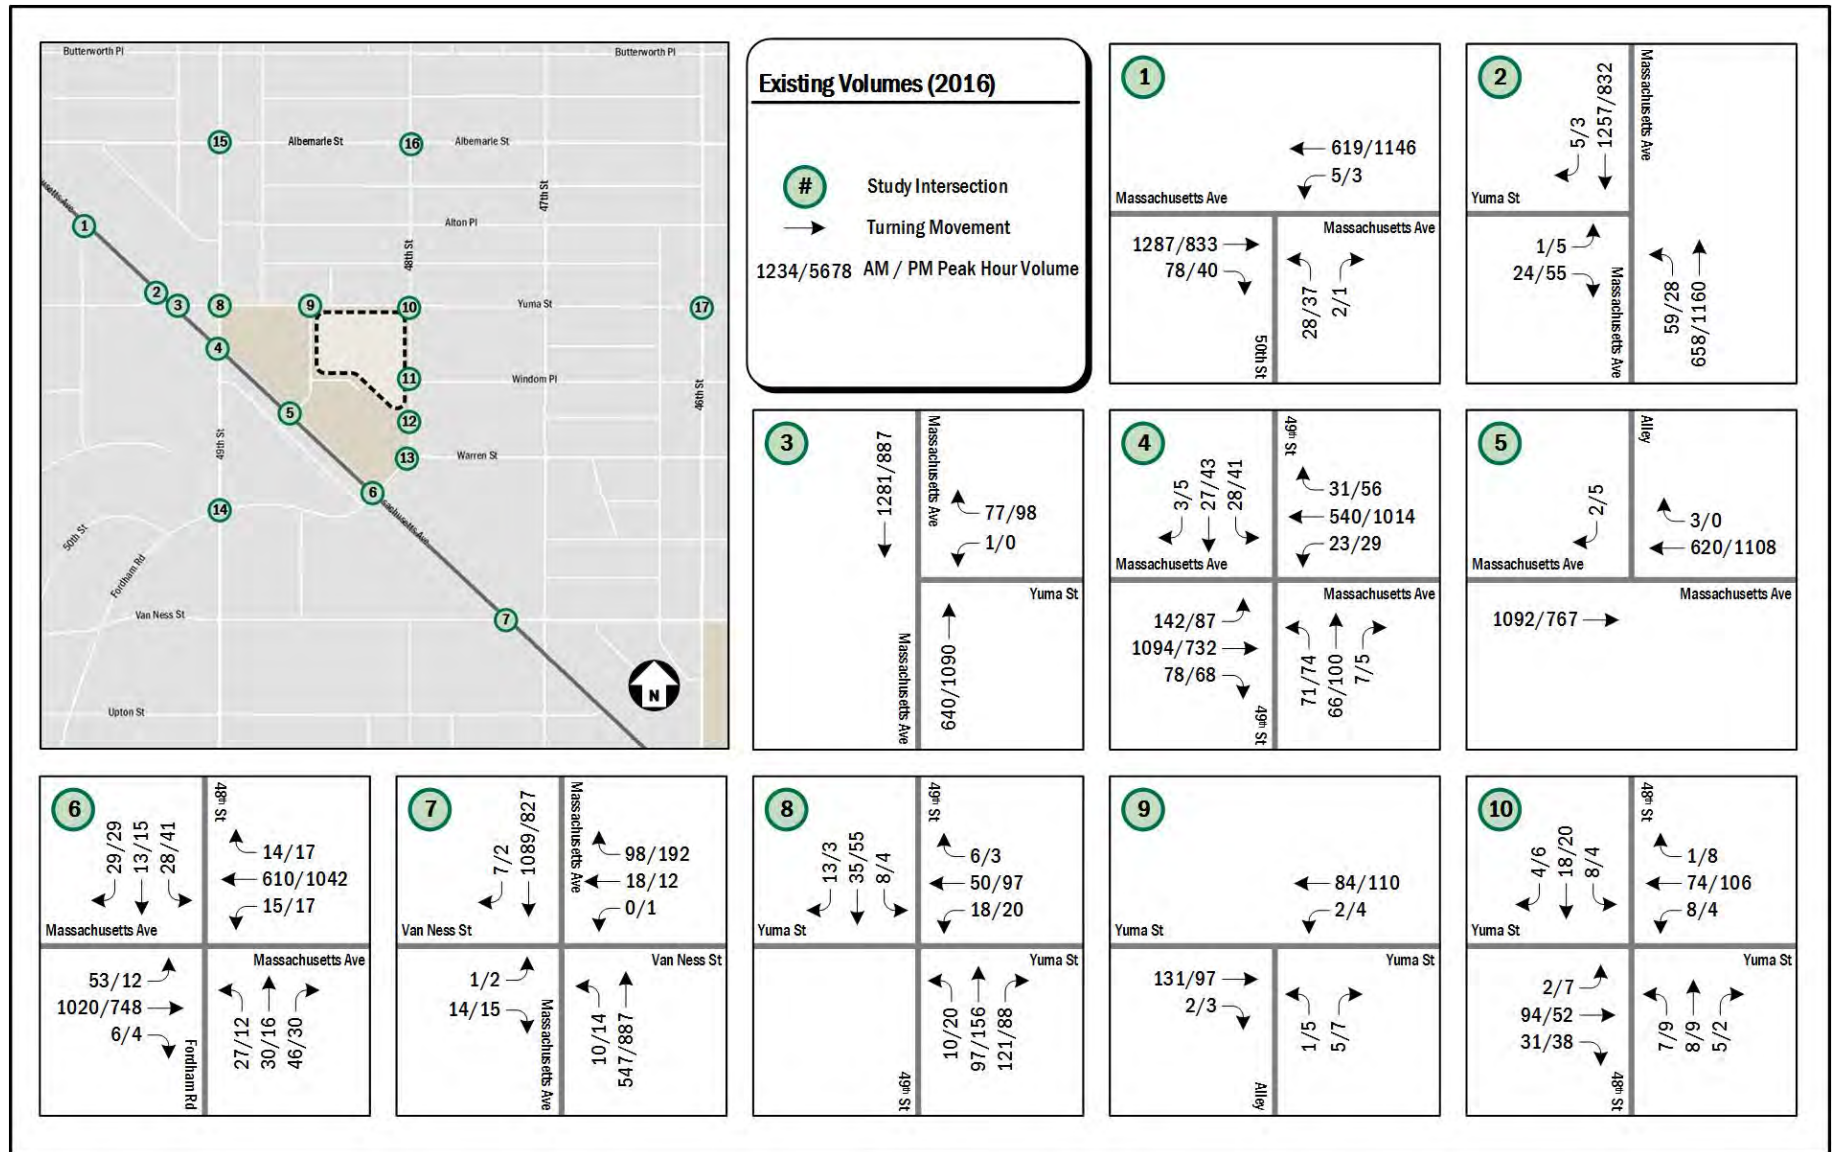 Butterworth Pl
Butterworth Pl
15
Albemarle St
16
Albemarle St
47th St
1
Alton Pl
48th St
2
3
8
9
10
Yuma St
17
4
11
Windom Pl
46th St
5
12
49th St
13
Warren St
6
14
50th St
Fordham Rd
Van Ness St
7
N
Upton St
Existing Volumes (2016)
# Study Intersection
Turning Movement
1234/5678 AM / PM Peak Hour Volume
1
619/1146
5/3
Massachusetts Ave
Massachusetts Ave
1287/833
78/40
28/37
2/1
50th St
2
5/3
1257/832
Massachusetts Ave
Yuma St
1/5
24/55
Massachusetts Ave
59/28
658/1160
3
1281/887
Massachusetts Ave
77/98
1/0
Yuma St
Massachusetts Ave
640/1090
4
3/5
27/43
28/41
49th St
31/56
540/1014
23/29
Massachusetts Ave
Massachusetts Ave
142/87
1094/732
78/68
49th St
71/74
66/100
7/5
5
2/5
Alley
3/0
620/1108
Massachusetts Ave
Massachusetts Ave
1092/767
6
29/29
13/15
28/41
48th St
14/17
610/1042
15/17
Massachusetts Ave
Massachusetts Ave
53/12
1020/748
6/4
Fordham Rd
27/12
30/16
46/30
7
7/2
1089/827
Massachusetts Ave
98/192
18/12
0/1
Van Ness St
Van Ness St
1/2
14/15
Massachusetts Ave
10/14
547/887
8
13/3
35/55
8/4
49th St
6/3
50/97
18/20
Yuma St
Yuma St
49th St
10/20
97/156
121/88
9
84/110
2/4
Yuma St
Yuma St
131/97
2/3
Alley
1/5
5/7
10
4/6
18/20
8/4
48th St
1/8
74/106
8/4
Yuma St
Yuma St
2/7
94/52
31/38
48th St
7/9
8/9
5/2